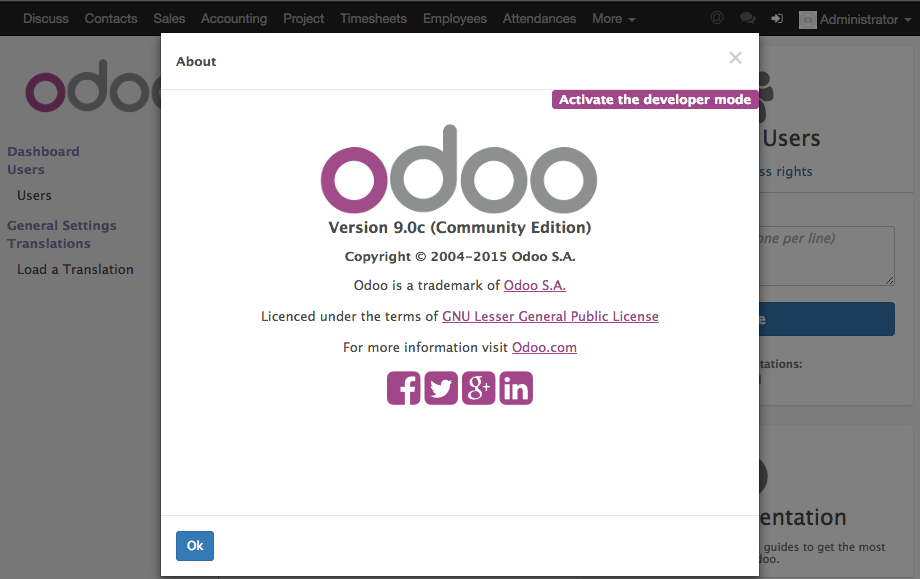 Discuss Contacts Sales Accounting Project Timesheets Employees Attendances More @ Administrator
About ×
Activate the developer mode
odoo
odoo
Version 9.0c (Community Edition)
Copyright © 2004-2015 Odoo S.A.
Odoo is a trademark of Odoo S.A.
Licenced under the terms of GNU Lesser General Public License
For more information visit Odoo.com
f g+ in
Ok
Dashboard
Users
Users
General Settings
Translations
Load a Translation
Users
ss rights
one per line)
e
tations:
entation
guides to get the most
doo.